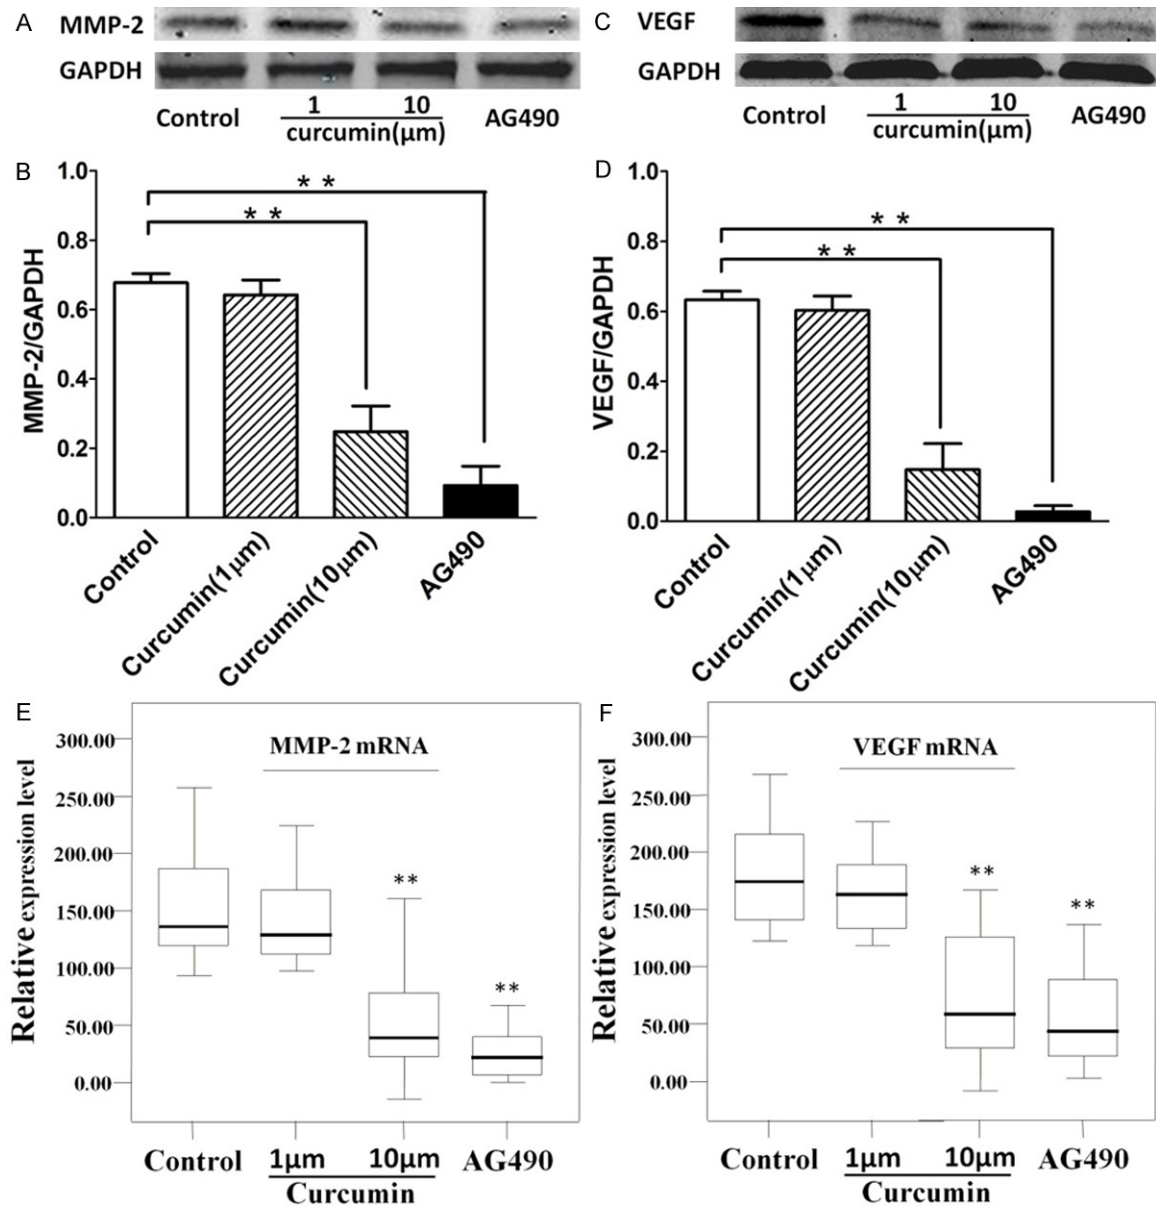 A
MMP-2
GAPDH
Control
1
10
curcumin(μm)
AG490
C
VEGF
GAPDH
Control
1
10
curcumin(μm)
AG490
B
MMP-2/GAPDH
1.0
0.8
0.6
0.4
0.2
0.0
* *
* *
Control
Curcumin(1μm)
Curcumin(10μm)
AG490
D
VEGF/GAPDH
1.0
0.8
0.6
0.4
0.2
0.0
* *
* *
Control
Curcumin(1μm)
Curcumin(10μm)
AG490
E
Relative expression level
MMP-2 mRNA
300.00
250.00
200.00
150.00
100.00
50.00
0.00
**
**
Control
1μm
10μm
AG490
Curcumin
F
Relative expression level
VEGF mRNA
300.00
250.00
200.00
150.00
100.00
50.00
0.00
**
**
Control
1μm
10μm
AG490
Curcumin